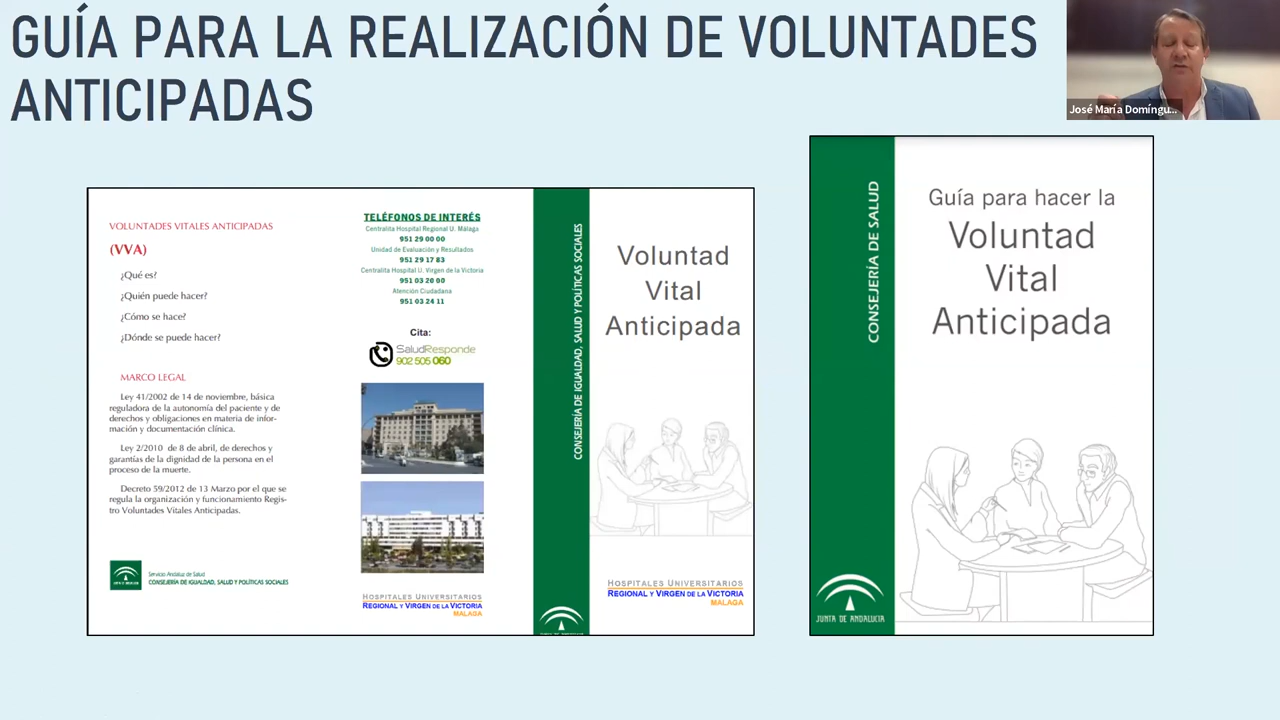 GUÍA PARA LA REALIZACIÓN DE VOLUNTADES
ANTICIPADAS
José María Domíngu...
VOLUNTADES VITALES ANTICIPADAS
(VVA)
¿Qué es?
¿Quién puede hacer?
¿Cómo se hace?
¿Dónde se puede hacer?
MARCO LEGAL
Ley 41/2002 de 14 de noviembre, básica
reguladora de la autonomía del paciente y de
derechos y obligaciones en materia de infor-
mación y documentación clínica.
Ley 2/2010 de 8 de abril, de derechos y
garantías de la dignidad de la persona en el
proceso de la muerte.
Decreto 59/2012 de 13 Marzo por el que se
regula la organización y funcionamiento Regis-
tro Voluntades Vitales Anticipadas.
JUNTA DE ANDALUCIA
Servicio Andaluz de Salud
CONSEJERÍA DE IGUALDAD, SALUD Y POLÍTICAS SOCIALES
TELÉFONOS DE INTERÉS
Centralita Hospital Regional U. Málaga
951 29 00 00
Unidad de Evaluación y Resultados
951 29 17 83
Centralita Hospital U. Virgen de la Victoria
951 03 20 00
Atención Ciudadana
951 03 24 11
Cita:
SaludResponde
902 505 060
HOSPITALES UNIVERSITARIOS
REGIONAL Y VIRGEN DE LA VICTORIA
MALAGA
CONSEJERÍA DE IGUALDAD, SALUD Y POLÍTICAS SOCIALES
Voluntad
Vital
Anticipada
HOSPITALES UNIVERSITARIOS
REGIONAL Y VIRGEN DE LA VICTORIA
MALAGA
CONSEJERÍA DE SALUD
JUNTA DE ANDALUCIA
Guía para hacer la
Voluntad
Vital
Anticipada